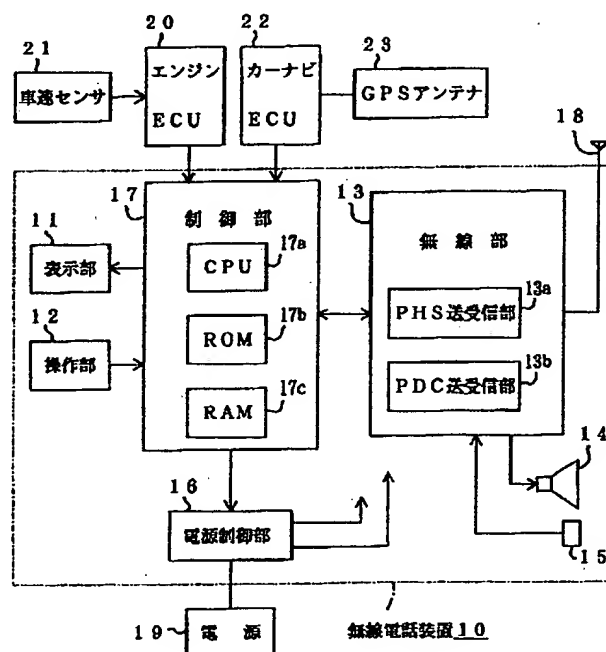 21
20
22
23
車速センサ
エンジン
ECU
カーナビ
ECU
GPSアンテナ
18
17
13
制御部
無線部
11
表示部
CPU
17a
PHS送受信部
13a
12
操作部
ROM
17b
PDC送受信部
13b
RAM
17c
14
16
電源制御部
15
19
電源
無線電話装置10